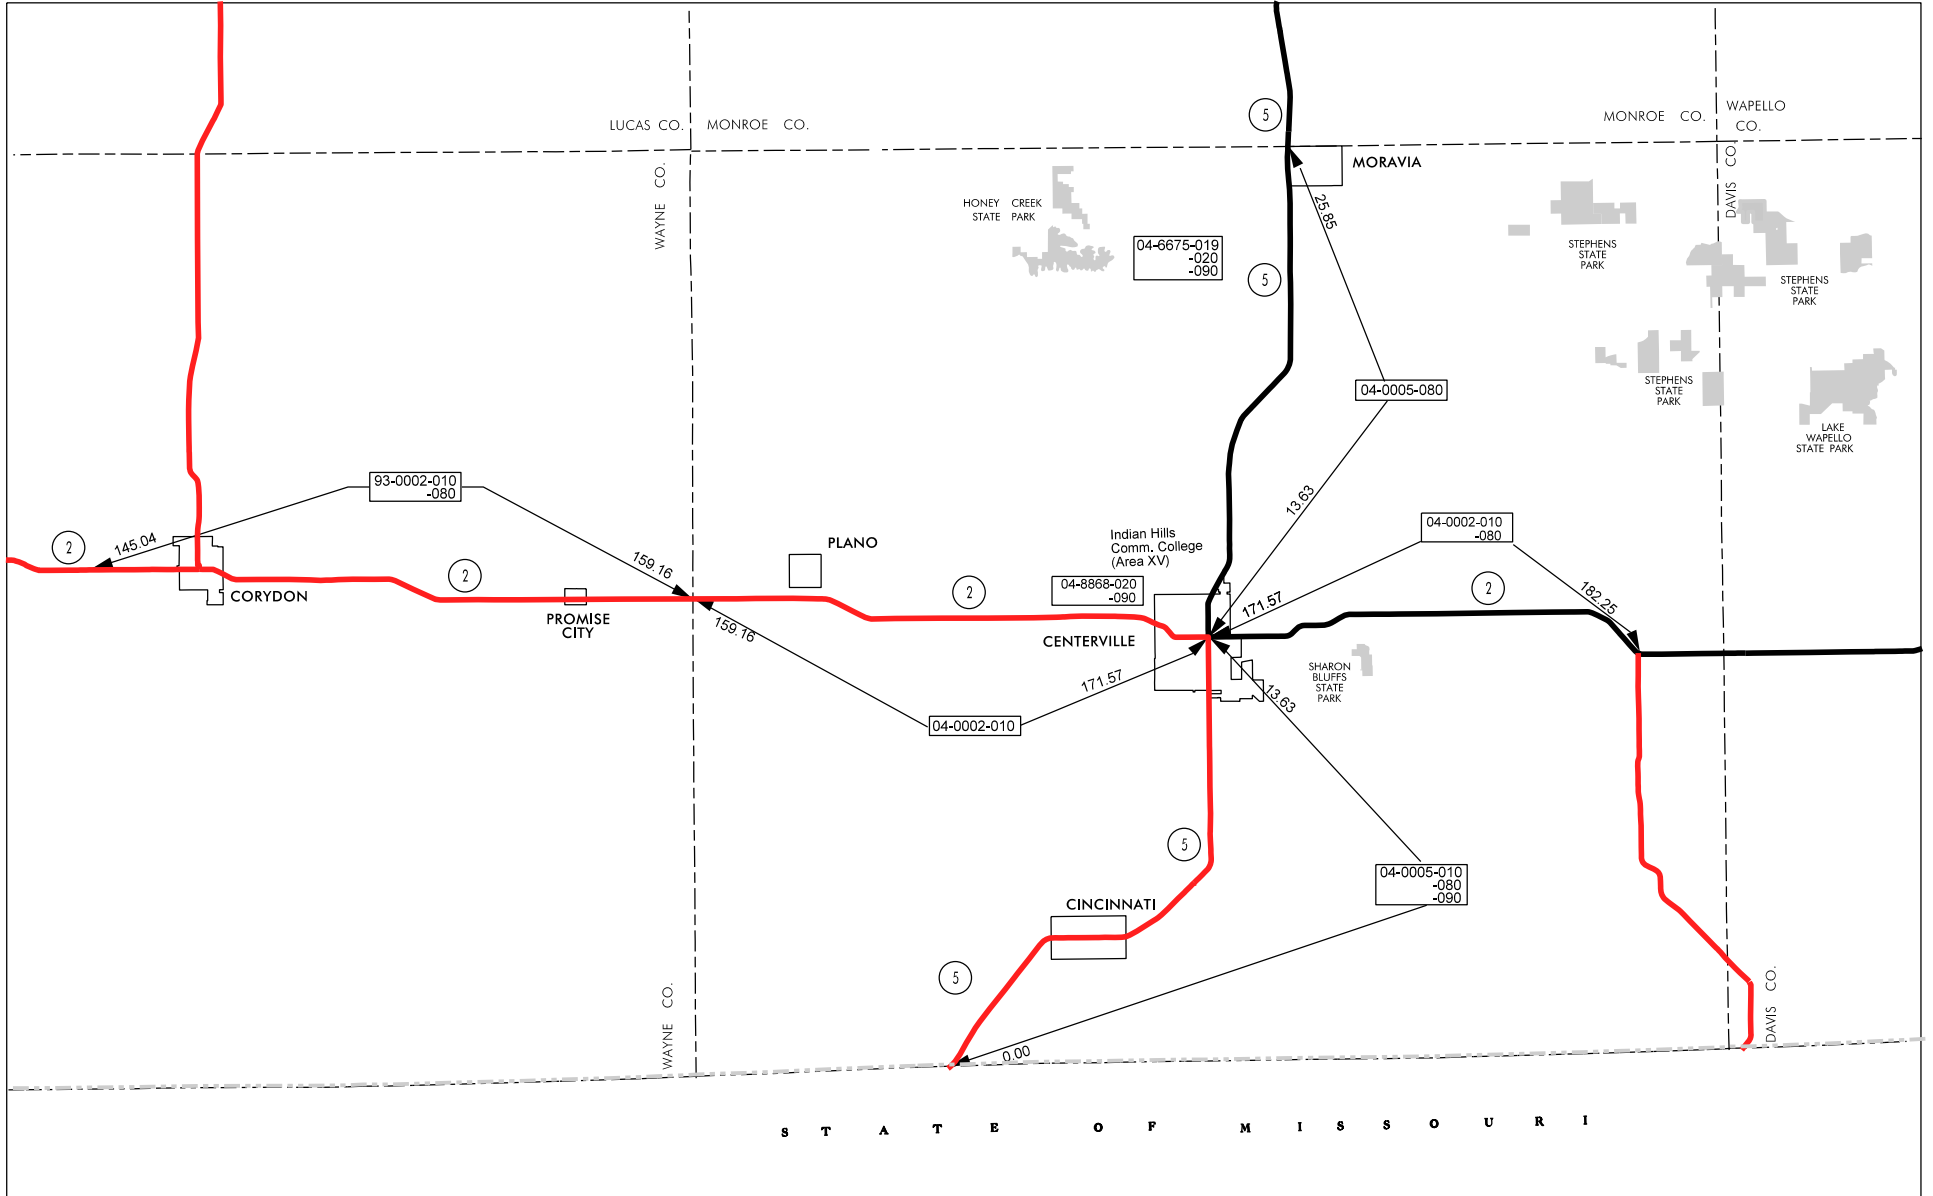 LUCAS CO.
MONROE CO.
5
MONROE CO.
WAPELLO
CO.
MORAVIA
WAYNE CO.
DAVIS CO.
HONEY CREEK
STATE PARK
25.85
04-6675-019
-020
-090
5
STEPHENS
STATE
PARK
STEPHENS
STATE
PARK
04-0005-080
STEPHENS
STATE
PARK
LAKE
WAPELLO
STATE PARK
93-0002-010
-080
13.63
04-0002-010
-080
2
145.04
PLANO
Indian Hills
Comm. College
(Area XV)
159.16
2
04-8868-020
-090
2
171.57
2
182.25
CORYDON
PROMISE
CITY
159.16
CENTERVILLE
SHARON
BLUFFS
STATE
PARK
171.57
13.63
04-0002-010
5
04-0005-010
-080
-090
CINCINNATI
5
WAYNE CO.
DAVIS CO.
0.00
STATE OF MISSOURI